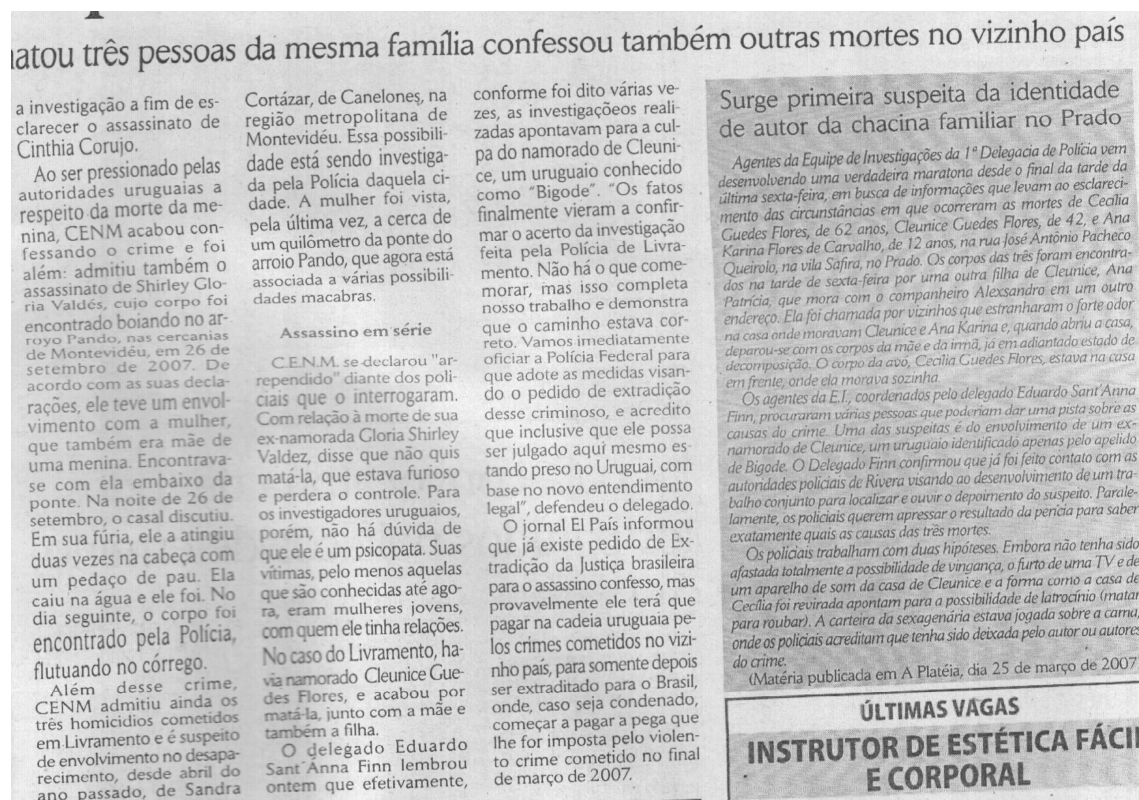 matou três pessoas da mesma família confessou também outras mortes no vizinho país
a investigação a fim de es-
clarecer o assassinato de
Cinthia Corujo.
Ao ser pressionado pelas
autoridades uruguaias a
respeito da morte da me-
nina, CENM acabou con-
fessando o crime e foi
além: admitiu também o
assassinato de Shirley Glo-
ria Valdés, cujo corpo foi
encontrado boiando no ar-
royo Pando, nas cercanias
de Montevidéu, em 26 de
setembro de 2007. De
acordo com as suas decla-
rações, ele teve um envol-
vimento com a mulher,
que também era mãe de
uma menina. Encontrava-
se com ela embaixo da
ponte. Na noite de 26 de
setembro, o casal discutiu.
Em sua fúria, ele a atingiu
duas vezes na cabeça com
um pedaço de pau. Ela
caiu na água e ele foi. No
dia seguinte, o corpo foi
encontrado pela Polícia,
flutuando no córrego.
Além desse crime,
CENM admitiu ainda os
três homicidios cometidos
em Livramento e é suspeito
de envolvimento no desapa-
recimento, desde abril do
ano passado, de Sandra
Cortázar, de Canelones, na
região metropolitana de
Montevidéu. Essa possibili-
dade está sendo investiga-
da pela Polícia daquela ci-
dade. A mulher foi vista,
pela última vez, a cerca de
um quilômetro da ponte do
arroio Pando, que agora está
associada a várias possibili-
dades macabras.
Assassino em série
C.E.N.M. se declarou "ar-
rependido" diante dos poli-
ciais que o interrogaram.
Com relação à morte de sua
ex-namorada Gloria Shirley
Valdez, disse que não quis
matá-la, que estava furioso
e perdera o controle. Para
os investigadores uruguaios,
porém, não há dúvida de
que ele é um psicopata. Suas
vítimas, pelo menos aquelas
que são conhecidas até ago-
ra, eram mulheres jovens,
com quem ele tinha relações.
No caso do Livramento, ha-
via namorado Cleunice Gue-
des Flores, e acabou por
matá-la, junto com a mãe e
também a filha.
O delegado Eduardo
Sant'Anna Finn lembrou
ontem que efetivamente,
conforme foi dito várias ve-
zes, as investigaçõeos reali-
zadas apontavam para a cul-
pa do namorado de Cleuni-
ce, um uruguaio conhecido
como "Bigode". "Os fatos
finalmente vieram a confir-
mar o acerto da investigação
feita pela Polícia de Livra-
mento. Não há o que come-
morar, mas isso completa
nosso trabalho e demonstra
que o caminho estava cor-
reto. Vamos imediatamente
oficiar a Polícia Federal para
que adote as medidas visan-
do o pedido de extradição
desse criminoso, e acredito
que inclusive que ele possa
ser julgado aqui mesmo es-
tando preso no Uruguai, com
base no novo entendimento
legal", defendeu o delegado.
O jornal El País informou
que já existe pedido de Ex-
tradição da Justiça brasileira
para o assassino confesso, mas
provavelmente ele terá que
pagar na cadeia uruguaia pe-
los crimes cometidos no vizi-
nho país, para somente depois
ser extraditado para o Brasil,
onde, caso seja condenado,
começar a pagar a pega que
lhe for imposta pelo violen-
to crime cometido no final
de março de 2007.
Surge primeira suspeita da identidade
de autor da chacina familiar no Prado
Agentes da Equipe de Investigações da 1ª Delegacia de Polícia vem
desenvolvendo uma verdadeira maratona desde o final da tarde da
última sexta-feira, em busca de informações que levam ao esclareci-
mento das circunstâncias em que ocorreram as mortes de Cecília
Guedes Flores, de 62 anos, Cleunice Guedes Flores, de 42, e Ana
Karina Flores de Carvalho, de 12 anos, na rua José Antônio Pacheco
Queirolo, na vila Safira, no Prado. Os corpos das três foram encontra-
dos na tarde de sexta-feira por uma outra filha de Cleunice, Ana
Patrícia, que mora com o companheiro Alexsandro em um outro
endereço. Ela foi chamada por vizinhos que estranharam o forte odor
na casa onde moravam Cleunice e Ana Karina e, quando abriu a casa,
deparou-se com os corpos da mãe e da irmã, já em adiantado estado de
decomposição. O corpo da avó, Cecília Guedes Flores, estava na casa
em frente, onde ela morava sozinha.
Os agentes da E.I., coordenados pelo delegado Eduardo Sant'Anna
Finn, procuraram várias pessoas que poderiam dar uma pista sobre as
causas do crime. Uma das suspeitas é do envolvimento de um ex-
namorado de Cleunice, um uruguaio identificado apenas pelo apelido
de Bigode. O Delegado Finn confirmou que já foi feito contato com as
autoridades policiais de Rivera visando ao desenvolvimento de um tra-
balho conjunto para localizar e ouvir o depoimento do suspeito. Parale-
lamente, os policiais querem apressar o resultado da perícia para saber
exatamente quais as causas das três mortes.
Os policiais trabalham com duas hipóteses. Embora não tenha sido
afastada totalmente a possibilidade de vingança, o furto de uma TV e de
um aparelho de som da casa de Cleunice e a forma como a casa de
Cecília foi revirada apontam para a possibilidade de latrocínio (matar
para roubar). A carteira da sexagenária estava jogada sobre a cama,
onde os policiais acreditam que tenha sido deixada pelo autor ou autores
do crime.
(Matéria publicada em A Platéia, dia 25 de março de 2007)
ÚLTIMAS VAGAS
INSTRUTOR DE ESTÉTICA FÁCI
E CORPORAL